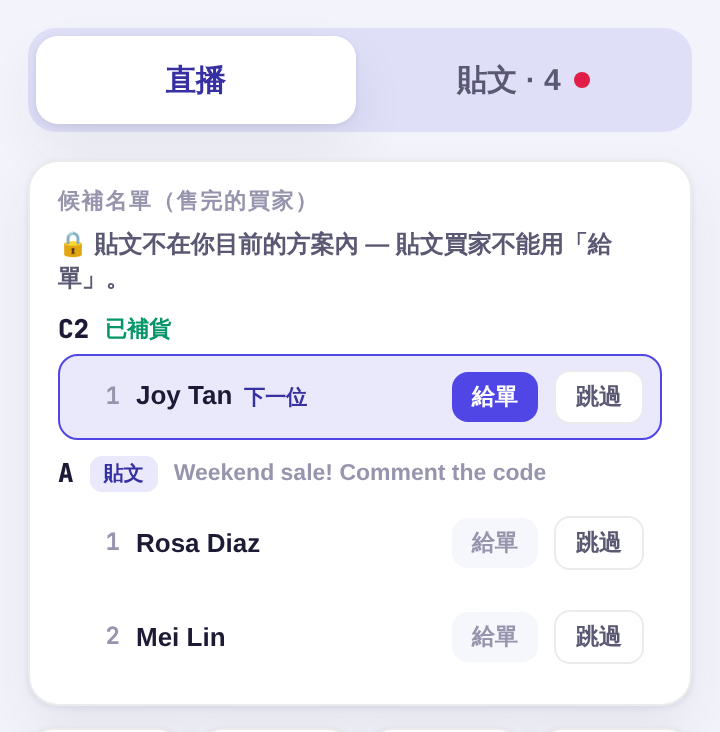 直播
貼文 · 4
候補名單（售完的買家）
🔒 貼文不在你目前的方案內 — 貼文買家不能用「給
單」。
C2 已補貨
1 Joy Tan 下一位 給單 跳過
A 貼文 Weekend sale! Comment the code
1 Rosa Diaz 給單 跳過
2 Mei Lin 給單 跳過